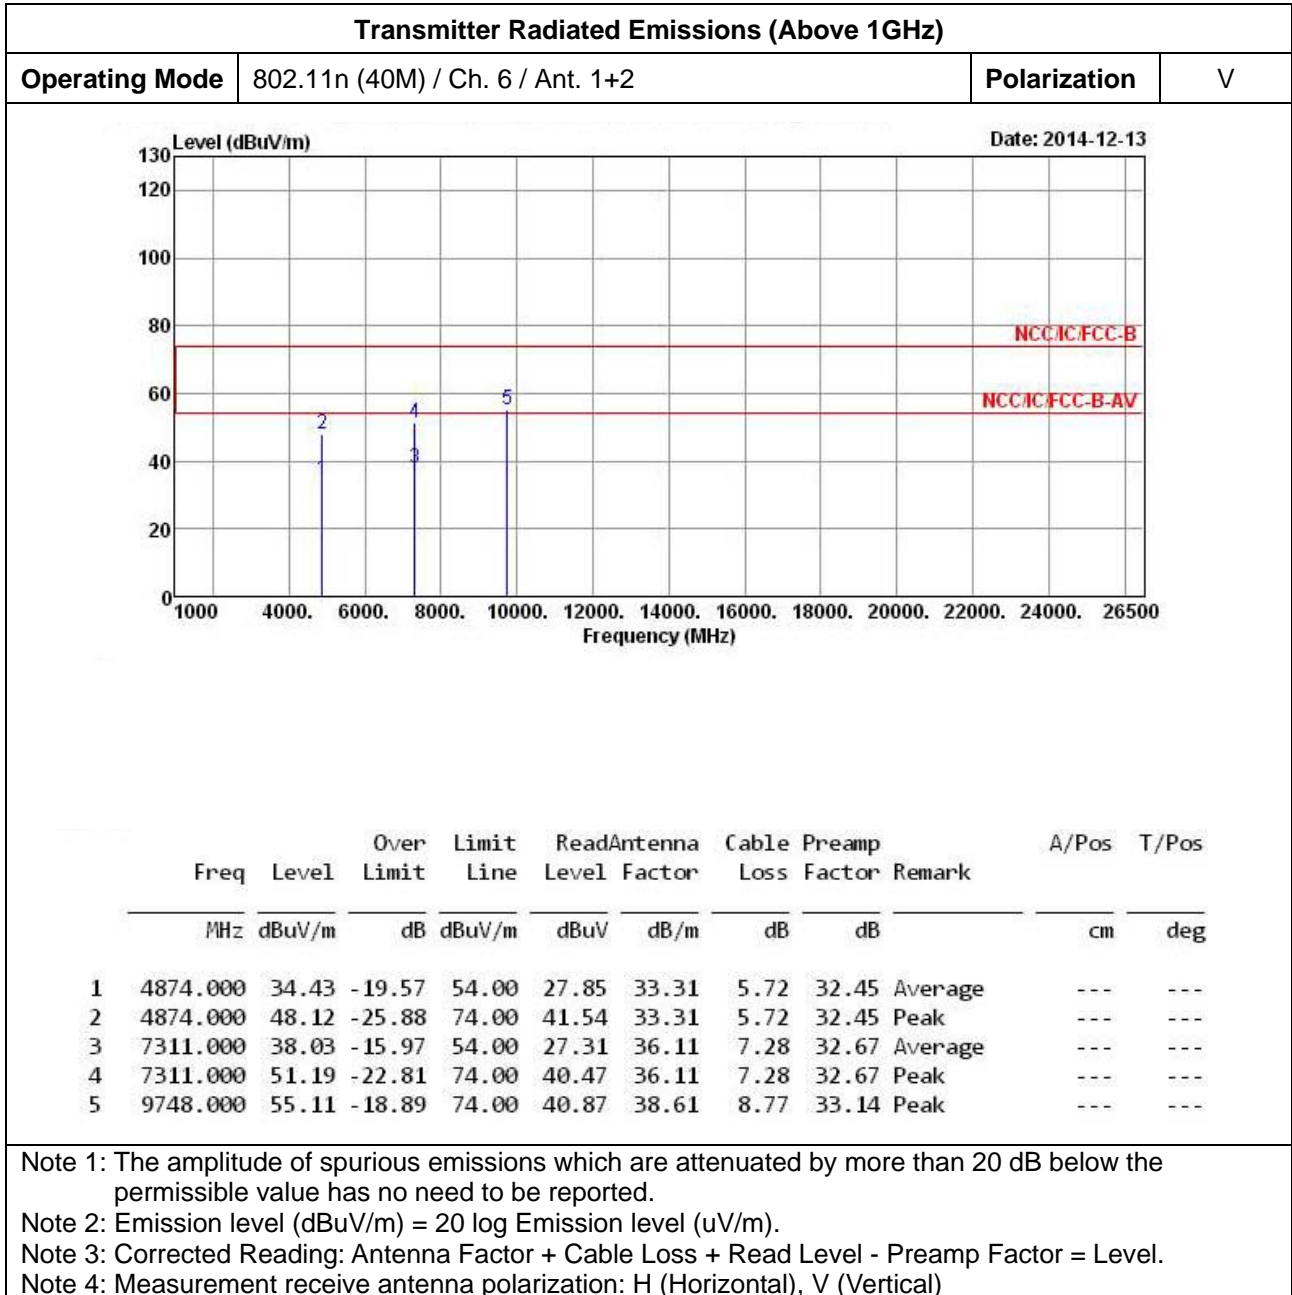 Transmitter Radiated Emissions (Above 1GHz)
Operating Mode 802.11n (40M) / Ch. 6 / Ant. 1+2 Polarization V
Level (dBuV/m) Date: 2014-12-13
130
120
100
80
NCC/IC/FCC-B
60
5
NCC/IC/FCC-B-AV
4
2
3
40
1
20
0
1000 4000. 6000. 8000. 10000. 12000. 14000. 16000. 18000. 20000. 22000. 24000. 26500
Frequency (MHz)
Over Limit ReadAntenna Cable Preamp A/Pos T/Pos
Freq Level Limit Line Level Factor Loss Factor Remark
MHz dBuV/m dB dBuV/m dBuV dB/m dB dB cm deg
1 4874.000 34.43 -19.57 54.00 27.85 33.31 5.72 32.45 Average --- ---
2 4874.000 48.12 -25.88 74.00 41.54 33.31 5.72 32.45 Peak --- ---
3 7311.000 38.03 -15.97 54.00 27.31 36.11 7.28 32.67 Average --- ---
4 7311.000 51.19 -22.81 74.00 40.47 36.11 7.28 32.67 Peak --- ---
5 9748.000 55.11 -18.89 74.00 40.87 38.61 8.77 33.14 Peak --- ---
Note 1: The amplitude of spurious emissions which are attenuated by more than 20 dB below the
permissible value has no need to be reported.
Note 2: Emission level (dBuV/m) = 20 log Emission level (uV/m).
Note 3: Corrected Reading: Antenna Factor + Cable Loss + Read Level - Preamp Factor = Level.
Note 4: Measurement receive antenna polarization: H (Horizontal), V (Vertical)